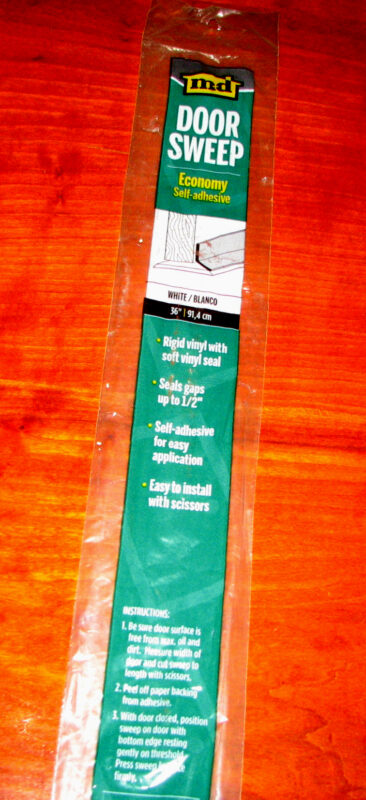 md
DOOR
SWEEP
Economy
Self-adhesive
WHITE / BLANCO
36" | 91,4 cm
• Rigid vinyl with
soft vinyl seal
• Seals gaps
up to 1/2"
• Self-adhesive
for easy
application
• Easy to install
with scissors
INSTRUCTIONS:
1. Be sure door surface is
free from wax, oil and
dirt. Measure width of
door and cut sweep to
length with scissors.
2. Peel off paper backing
from adhesive.
3. With door closed, position
sweep on door with
bottom edge resting
gently on threshold.
Press sweep in place
firmly.